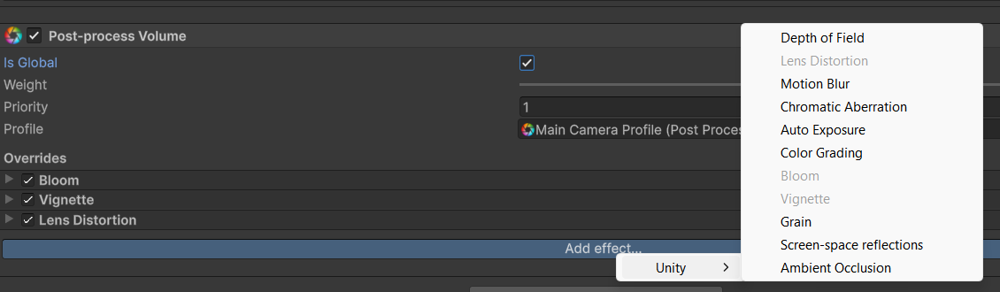 Post-process Volume
Is Global
Weight
Priority 1
Profile Main Camera Profile (Post Proces
Overrides
Bloom
Vignette
Lens Distortion
Add effect...
Unity
Depth of Field
Lens Distortion
Motion Blur
Chromatic Aberration
Auto Exposure
Color Grading
Bloom
Vignette
Grain
Screen-space reflections
Ambient Occlusion